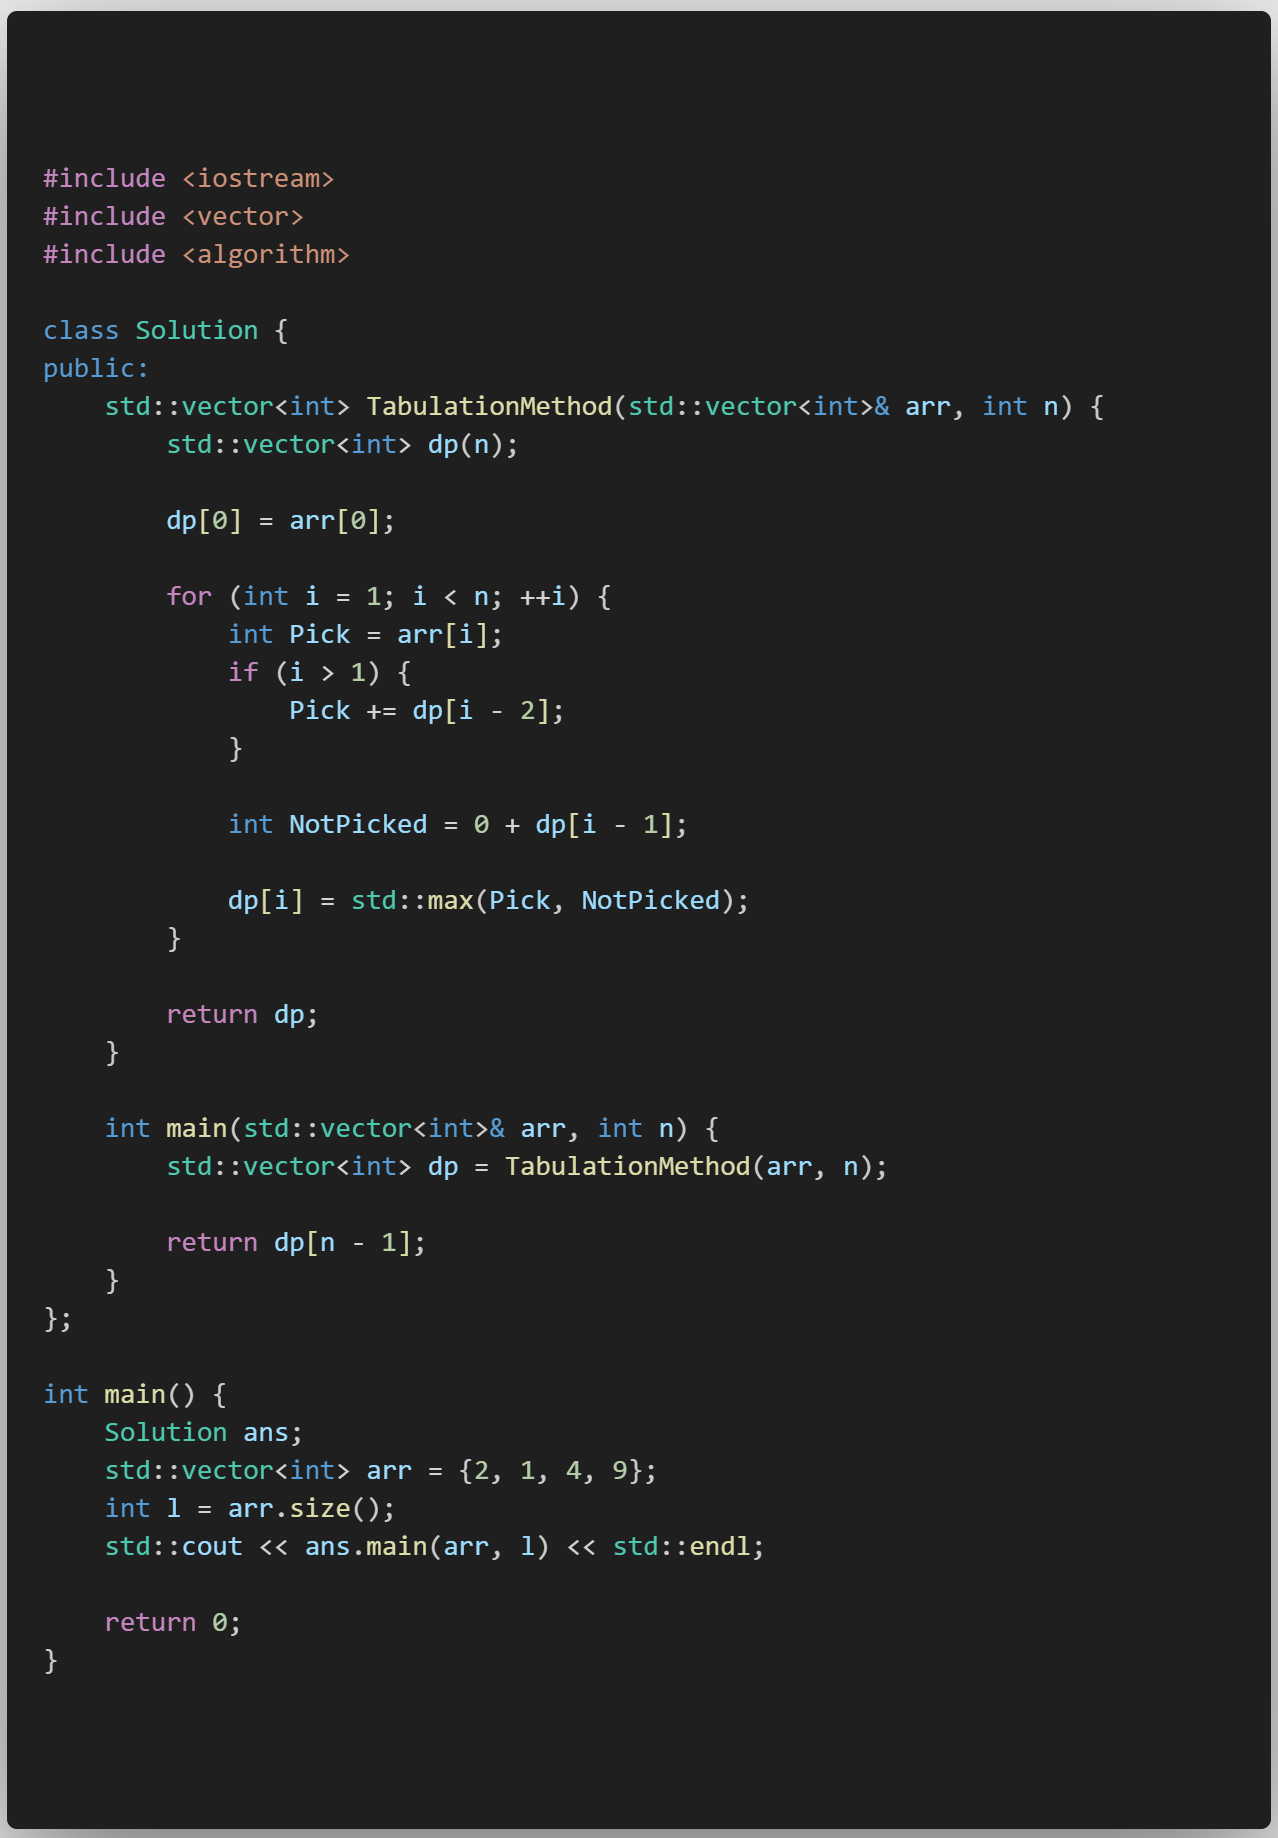 #include <iostream>
#include <vector>
#include <algorithm>

class Solution {
public:
    std::vector<int> TabulationMethod(std::vector<int>& arr, int n) {
        std::vector<int> dp(n);

        dp[0] = arr[0];

        for (int i = 1; i < n; ++i) {
            int Pick = arr[i];
            if (i > 1) {
                Pick += dp[i - 2];
            }

            int NotPicked = 0 + dp[i - 1];

            dp[i] = std::max(Pick, NotPicked);
        }

        return dp;
    }

    int main(std::vector<int>& arr, int n) {
        std::vector<int> dp = TabulationMethod(arr, n);

        return dp[n - 1];
    }
};

int main() {
    Solution ans;
    std::vector<int> arr = {2, 1, 4, 9};
    int l = arr.size();
    std::cout << ans.main(arr, l) << std::endl;

    return 0;
}